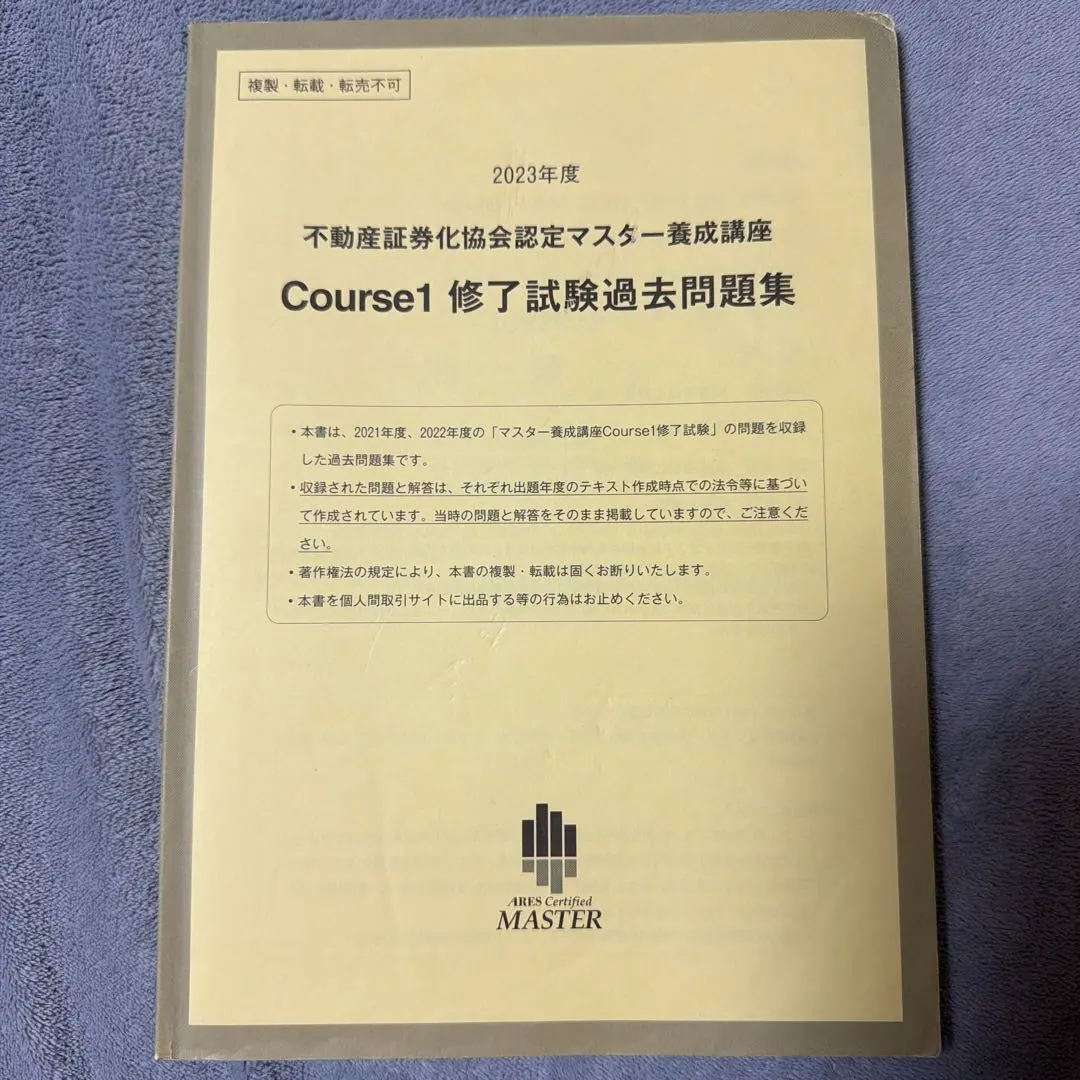 複製・転載・転売不可
2023年度
不動産証券化協会認定マスター養成講座
Course1 修了試験過去問題集
・本書は、2021年度、2022年度の「マスター養成講座Course1修了試験」の問題を収録
した過去問題集です。
・収録された問題と解答は、それぞれ出題年度のテキスト作成時点での法令等に基づい
て作成されています。当時の問題と解答をそのまま掲載していますので、ご注意くだ
さい。
・著作権法の規定により、本書の複製・転載は固くお断りいたします。
・本書を個人間取引サイトに出品する等の行為はお止めください。
ARES Certified
MASTER